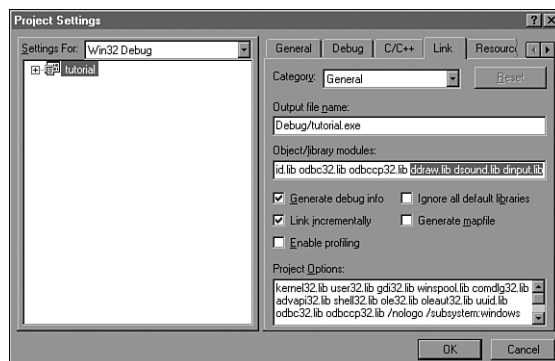 Project Settings
Settings For: Win32 Debug
tutorial
General Debug C/C++ Link Resourc
Category: General Reset
Output file name:
Debug/tutorial.exe
Object/library modules:
id.lib odbc32.lib odbccp32.lib ddraw.lib dsound.lib dinput.lib
Generate debug info Ignore all default libraries
Link incrementally Generate mapfile
Enable profiling
Project Options:
kernel32.lib user32.lib gdi32.lib winspool.lib comdlg32.lib
advapi32.lib shell32.lib ole32.lib oleaut32.lib uuid.lib
odbc32.lib odbccp32.lib /nologo /subsystem:windows
OK Cancel